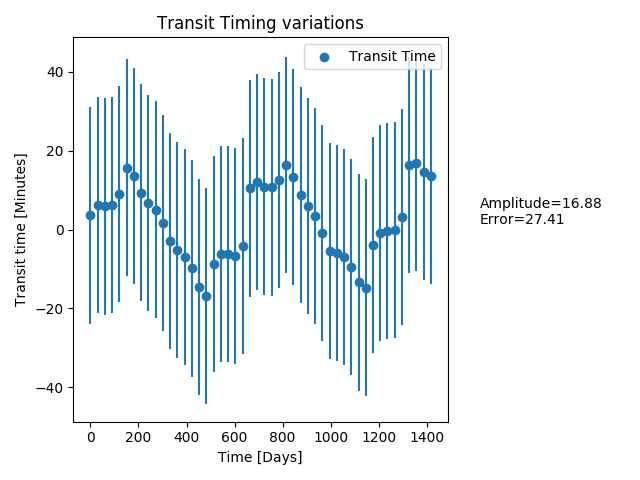 Transit Timing variations
Transit Time
Transit time [Minutes]
40
20
0
−20
−40
0
200
400
600
800
1000
1200
1400
Time [Days]
Amplitude=16.88
Error=27.41